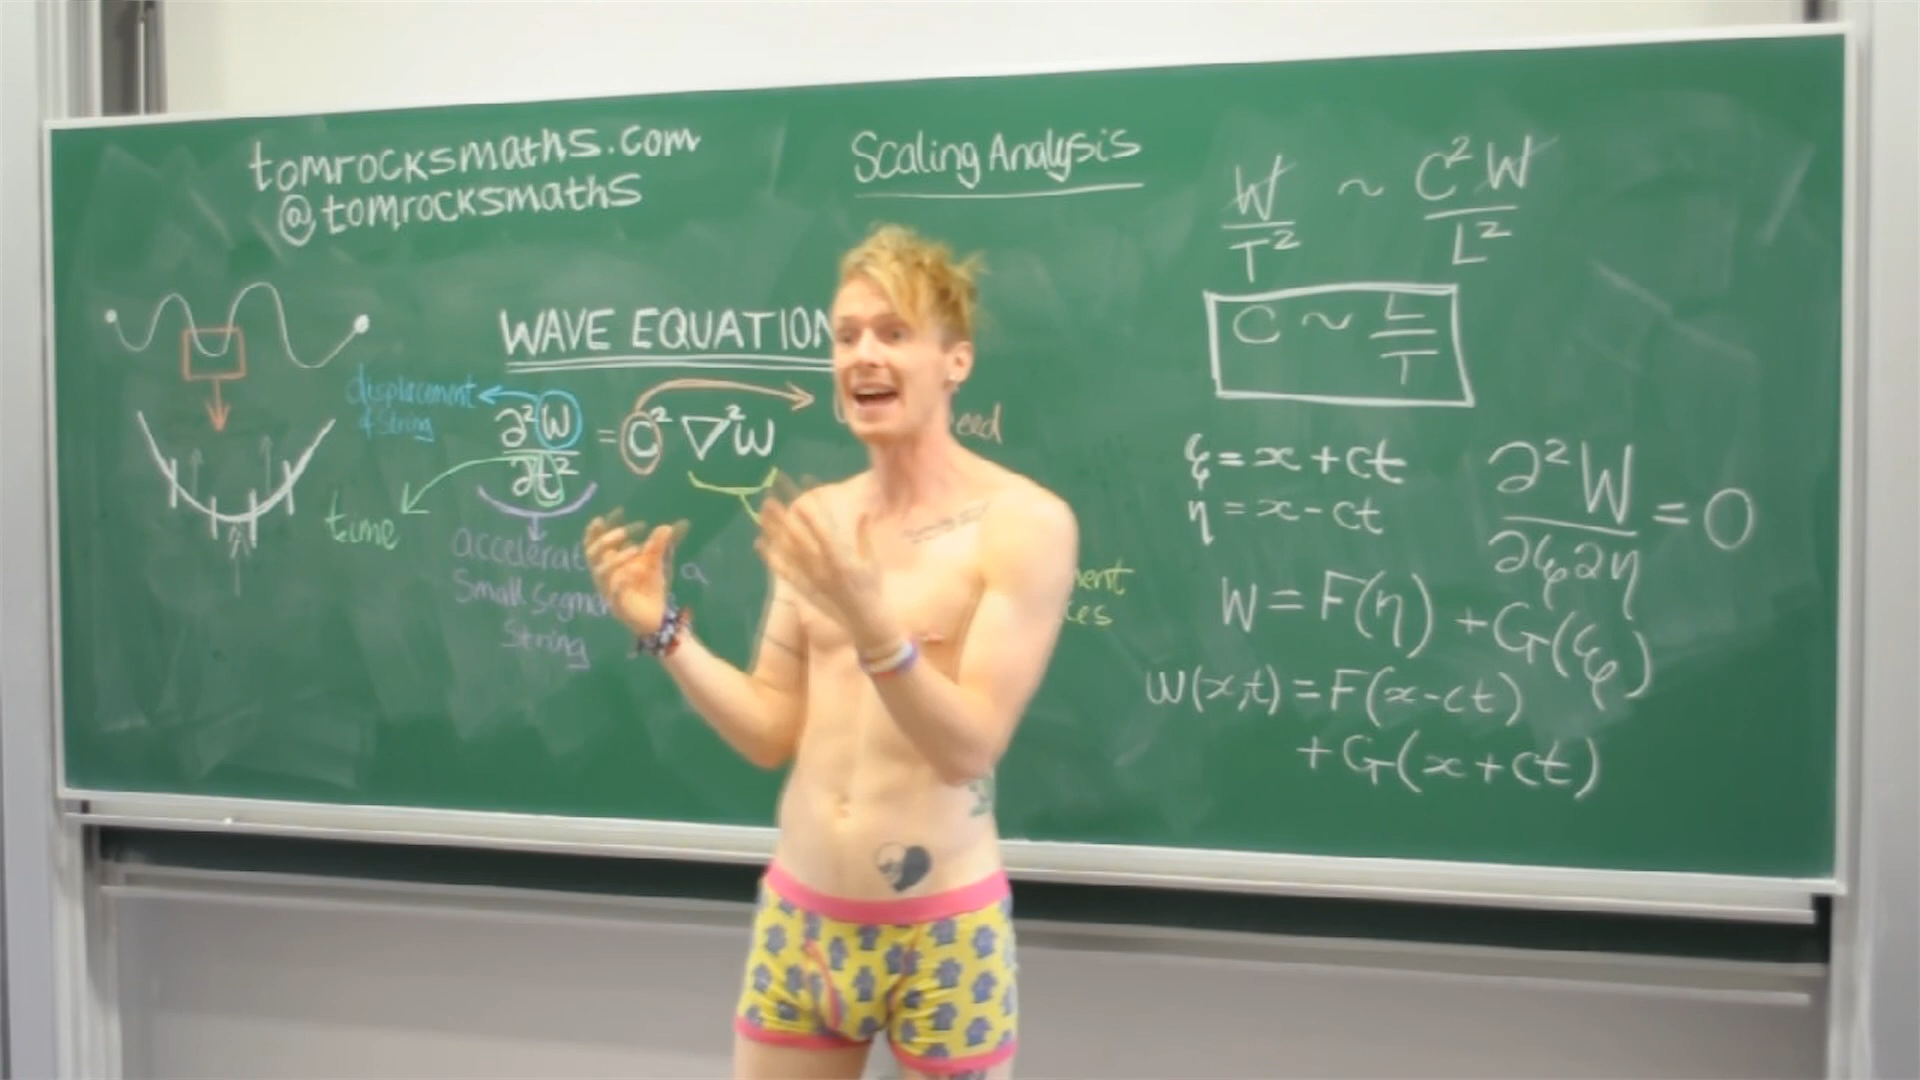 tomrocksmaths.com
@tomrocksmaths
Scaling Analysis
W/T² ~ C²W/L²
C ~ L/T
WAVE EQUATION
displacement
of String
∂²W/∂t² = C²∇²W
time
Small
String
ξ = x + ct
η = x - ct
∂²W/∂ξ∂η = 0
W = F(η) + G(ξ)
W(x,t) = F(x-ct)
+ G(x+ct)